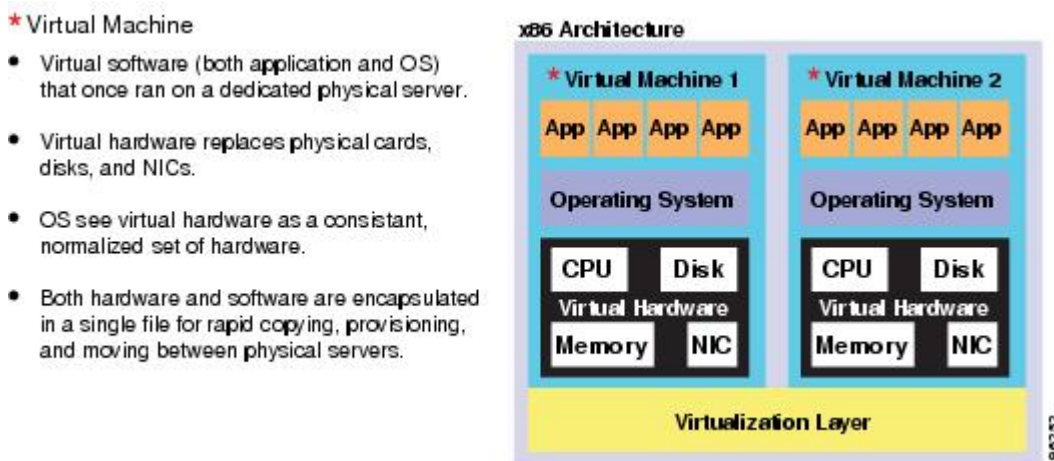 * Virtual Machine
• Virtual software (both application and OS)
that once ran on a dedicated physical server.
• Virtual hardware replaces physical cards,
disks, and NICs.
• OS see virtual hardware as a consistant,
normalized set of hardware.
• Both hardware and software are encapsulated
in a single file for rapid copying, provisioning,
and moving between physical servers.
x86 Architecture
* Virtual Machine 1
App App App App
Operating System
CPU Disk
Virtual Hardware
Memory NIC
* Virtual Machine 2
App App App App
Operating System
CPU Disk
Virtual Hardware
Memory NIC
Virtualization Layer